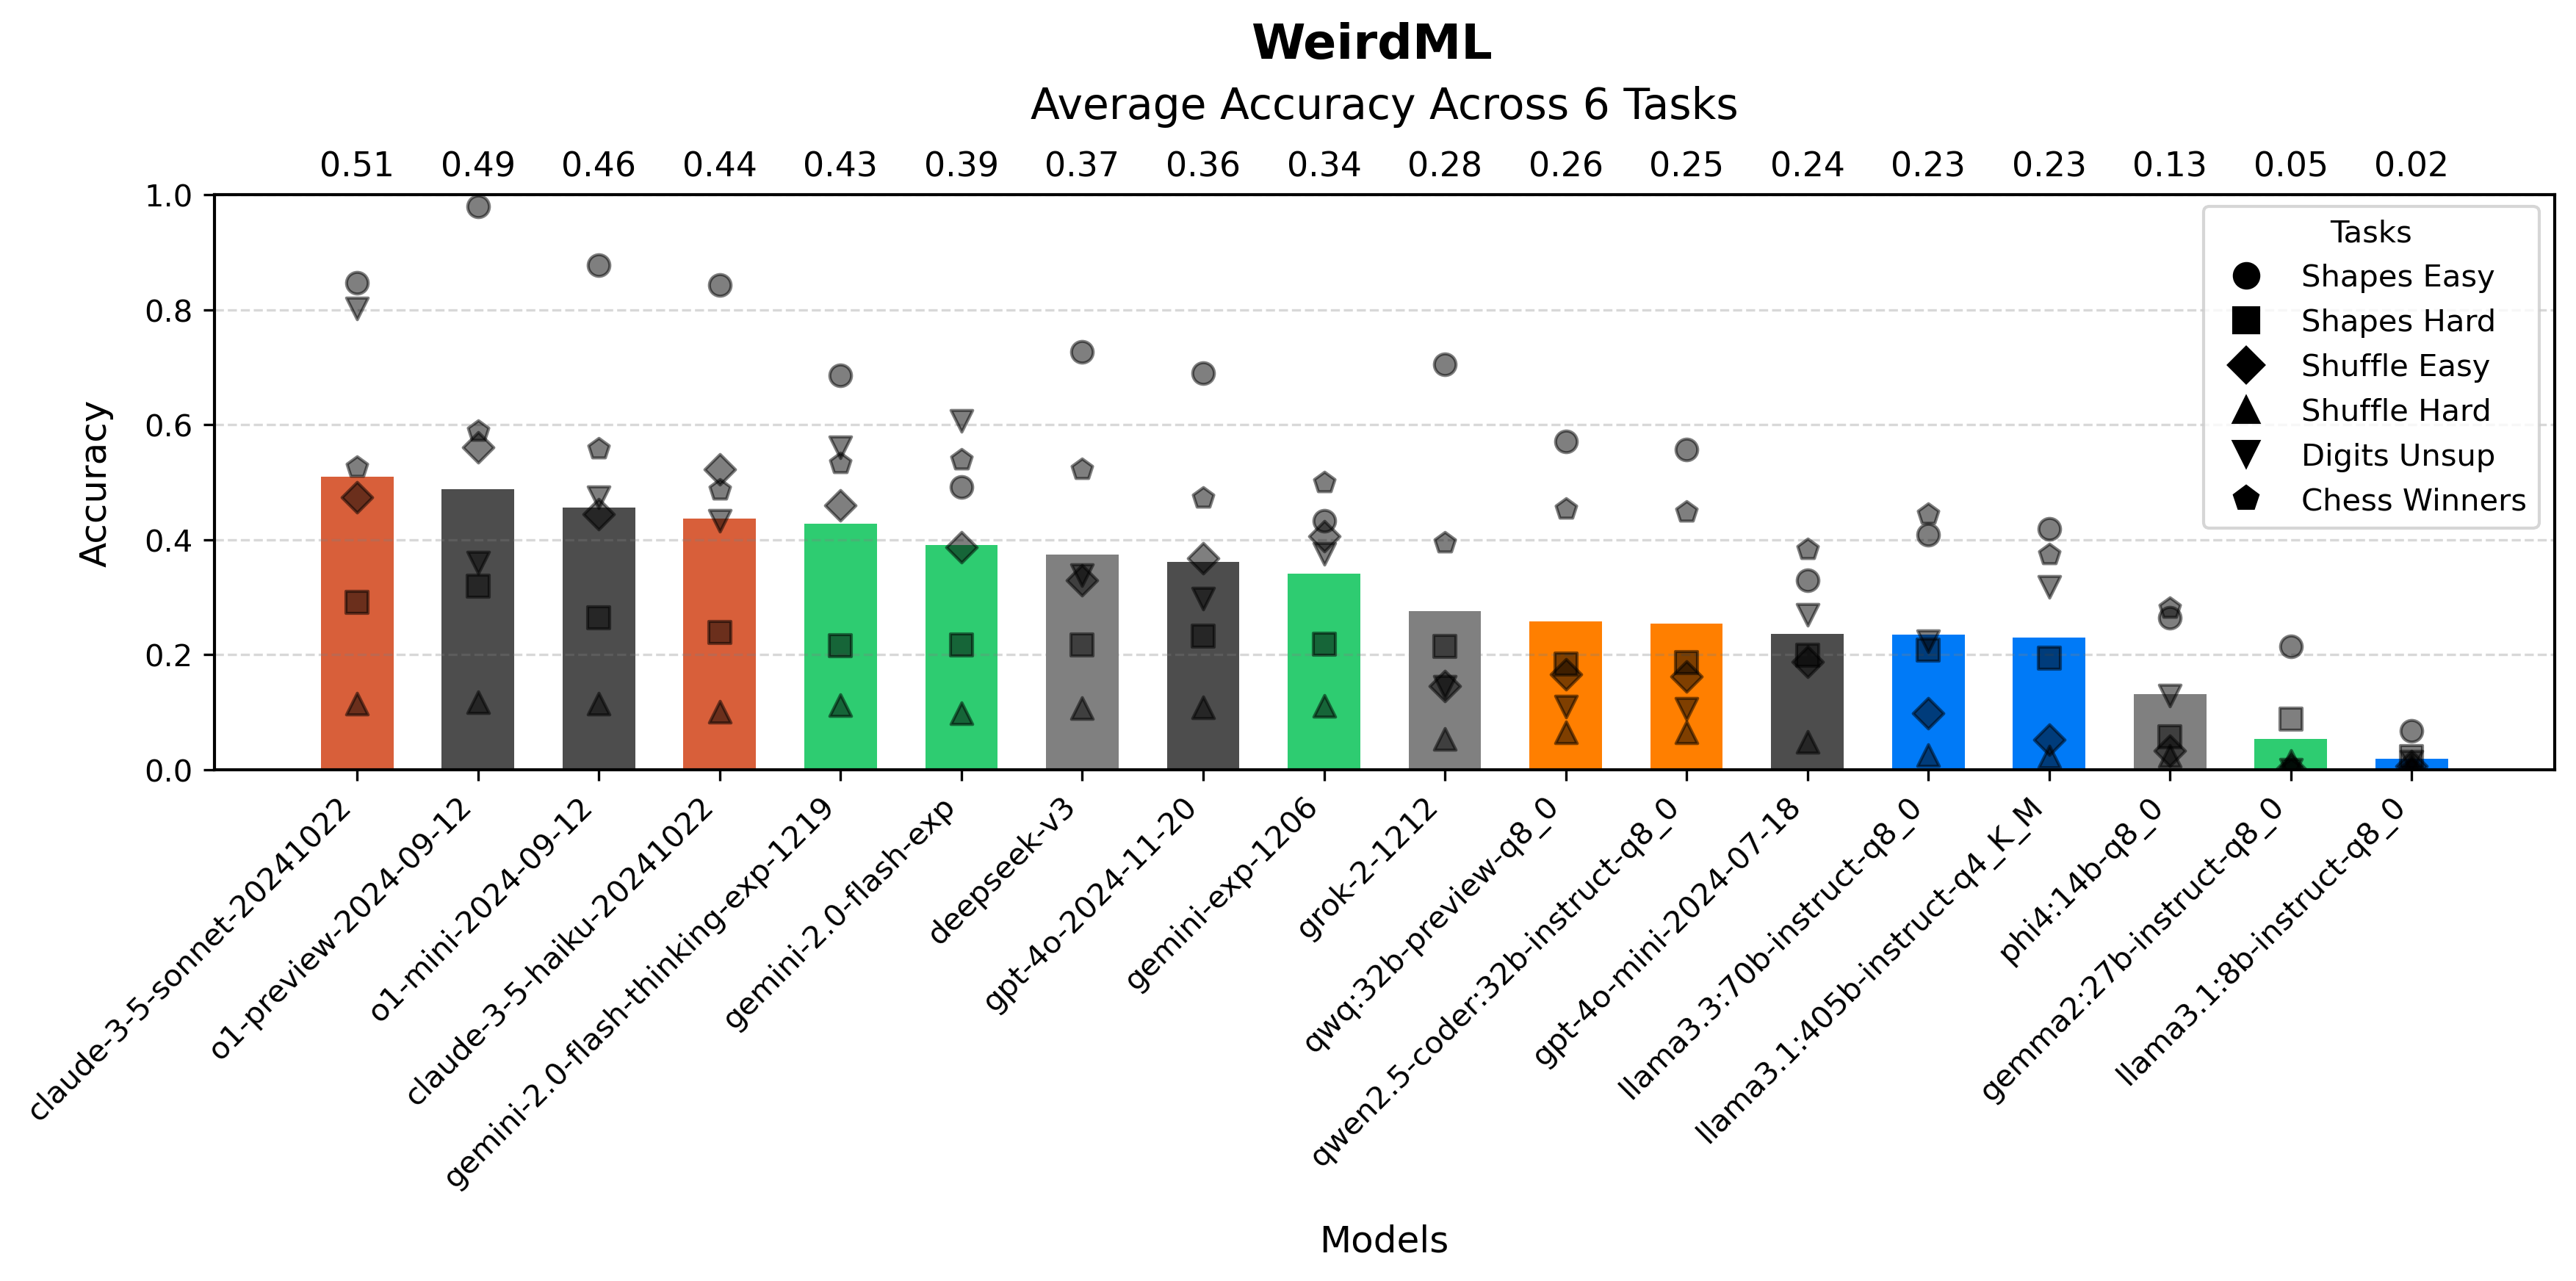 WeirdML
Average Accuracy Across 6 Tasks
0.51 0.49 0.46 0.44 0.43 0.39 0.37 0.36 0.34 0.28 0.26 0.25 0.24 0.23 0.23 0.13 0.05 0.02
Accuracy
1.0
0.8
0.6
0.4
0.2
0.0
Tasks
Shapes Easy
Shapes Hard
Shuffle Easy
Shuffle Hard
Digits Unsup
Chess Winners
claude-3-5-sonnet-20241022
o1-preview-2024-09-12
o1-mini-2024-09-12
claude-3-5-haiku-20241022
gemini-2.0-flash-thinking-exp-1219
gemini-2.0-flash-exp
deepseek-v3
gpt-4o-2024-11-20
gemini-exp-1206
grok-2-1212
qwq:32b-preview-q8_0
qwen2.5-coder:32b-instruct-q8_0
gpt-4o-mini-2024-07-18
llama3.3:70b-instruct-q8_0
llama3.1:405b-instruct-q4_K_M
phi4:14b-q8_0
gemma2:27b-instruct-q8_0
llama3.1:8b-instruct-q8_0
Models